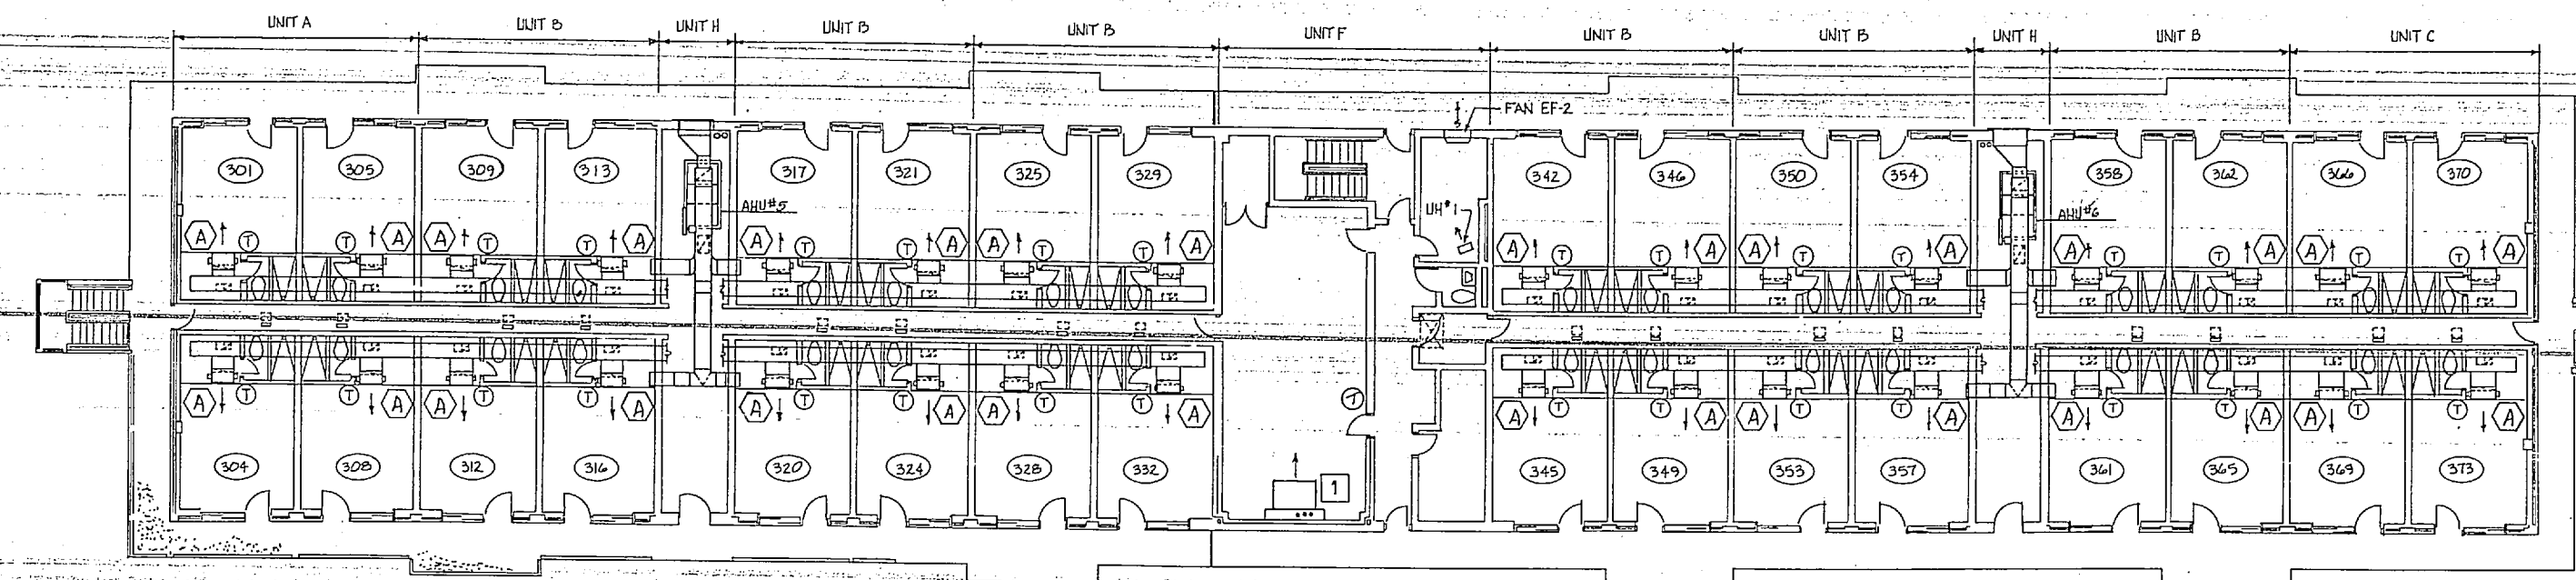 UNIT A UNIT B UNIT H UNIT B UNIT B UNIT F UNIT B UNIT B UNIT H UNIT B UNIT C
FAN EF-2
301 305 309 313 317 321 325 329 342 346 350 354 358 362 366 370
AHU#5 UH#1 AHU#6
A T T A A T T A A T T A A T T A A T T A A T T A A T T A A T T A
A T T A A T T A A T T A A T T A T A T T A A T T A A T T A A T T A
304 308 312 316 320 324 328 332 345 349 353 357 361 365 369 373
1